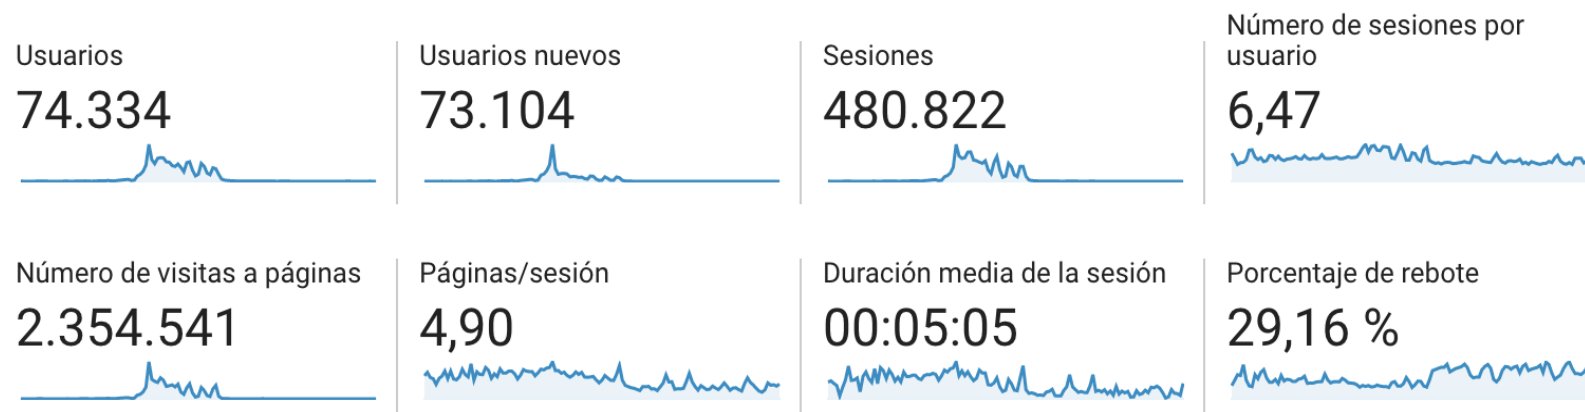 Usuarios
74.334
Usuarios nuevos
73.104
Sesiones
480.822
Número de sesiones por
usuario
6,47
Número de visitas a páginas
2.354.541
Páginas/sesión
4,90
Duración media de la sesión
00:05:05
Porcentaje de rebote
29,16 %